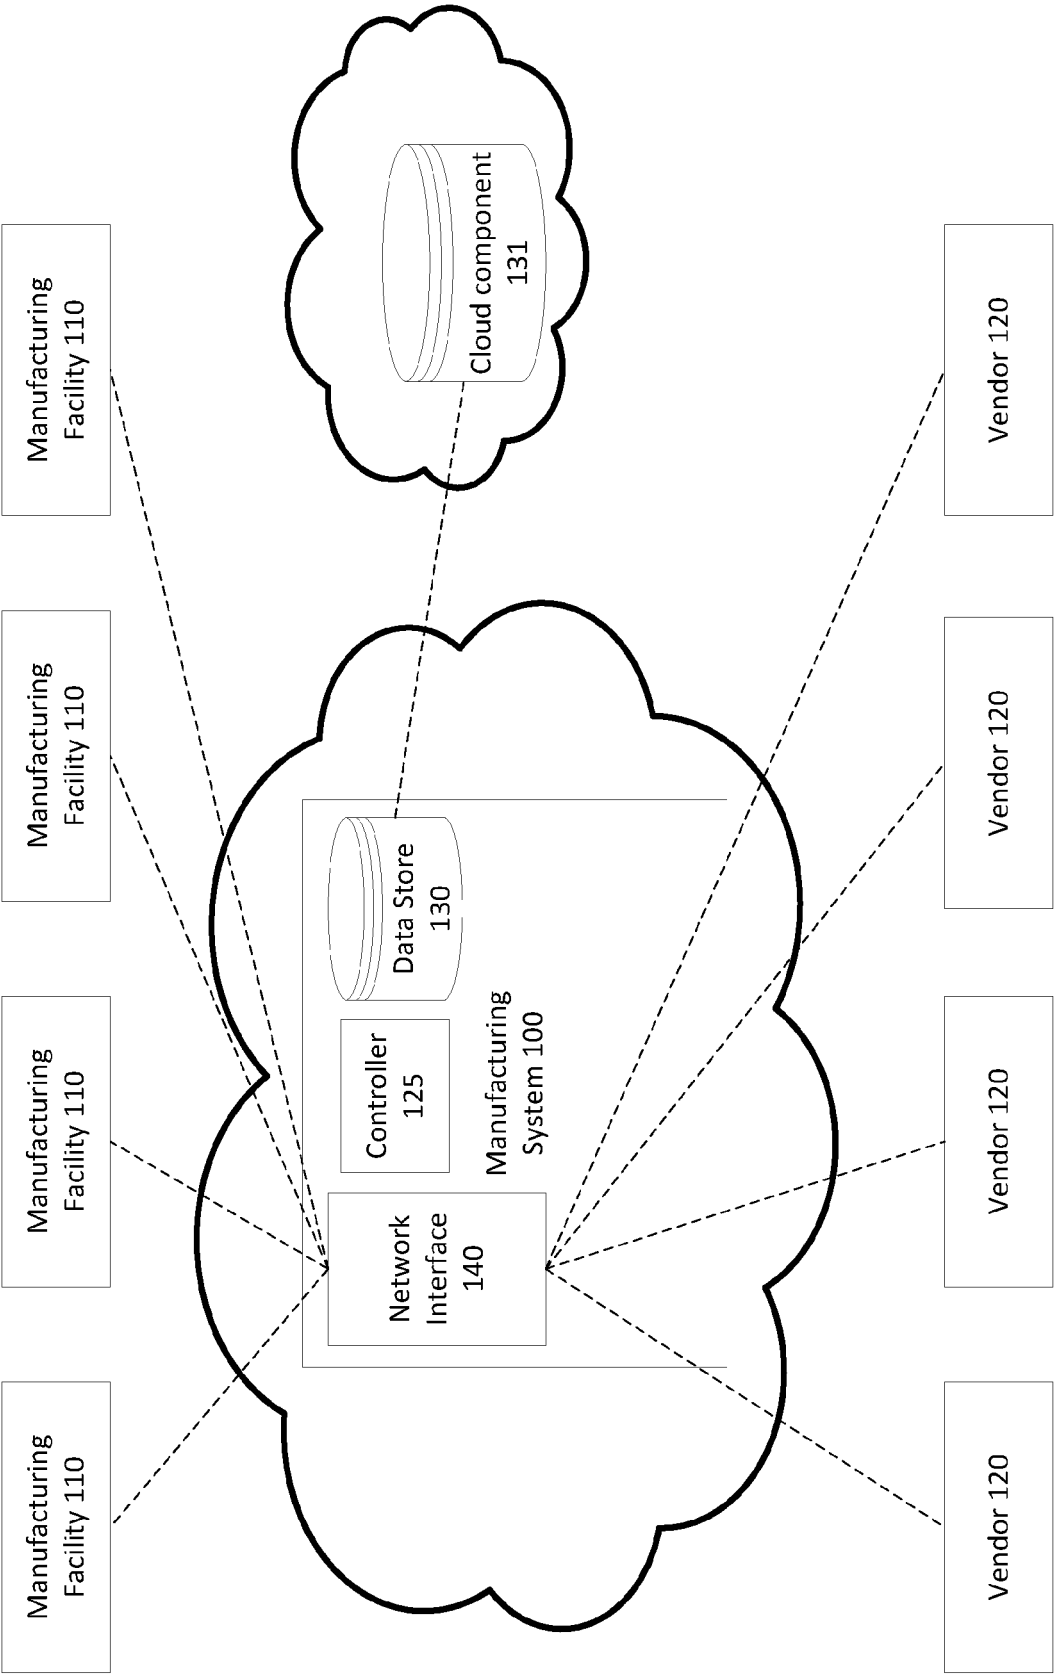 Manufacturing
Facility 110
Manufacturing
Facility 110
Manufacturing
Facility 110
Manufacturing
Facility 110
Network
Interface
140
Controller
125
Data Store
130
Manufacturing
System 100
Cloud component
131
Vendor 120
Vendor 120
Vendor 120
Vendor 120